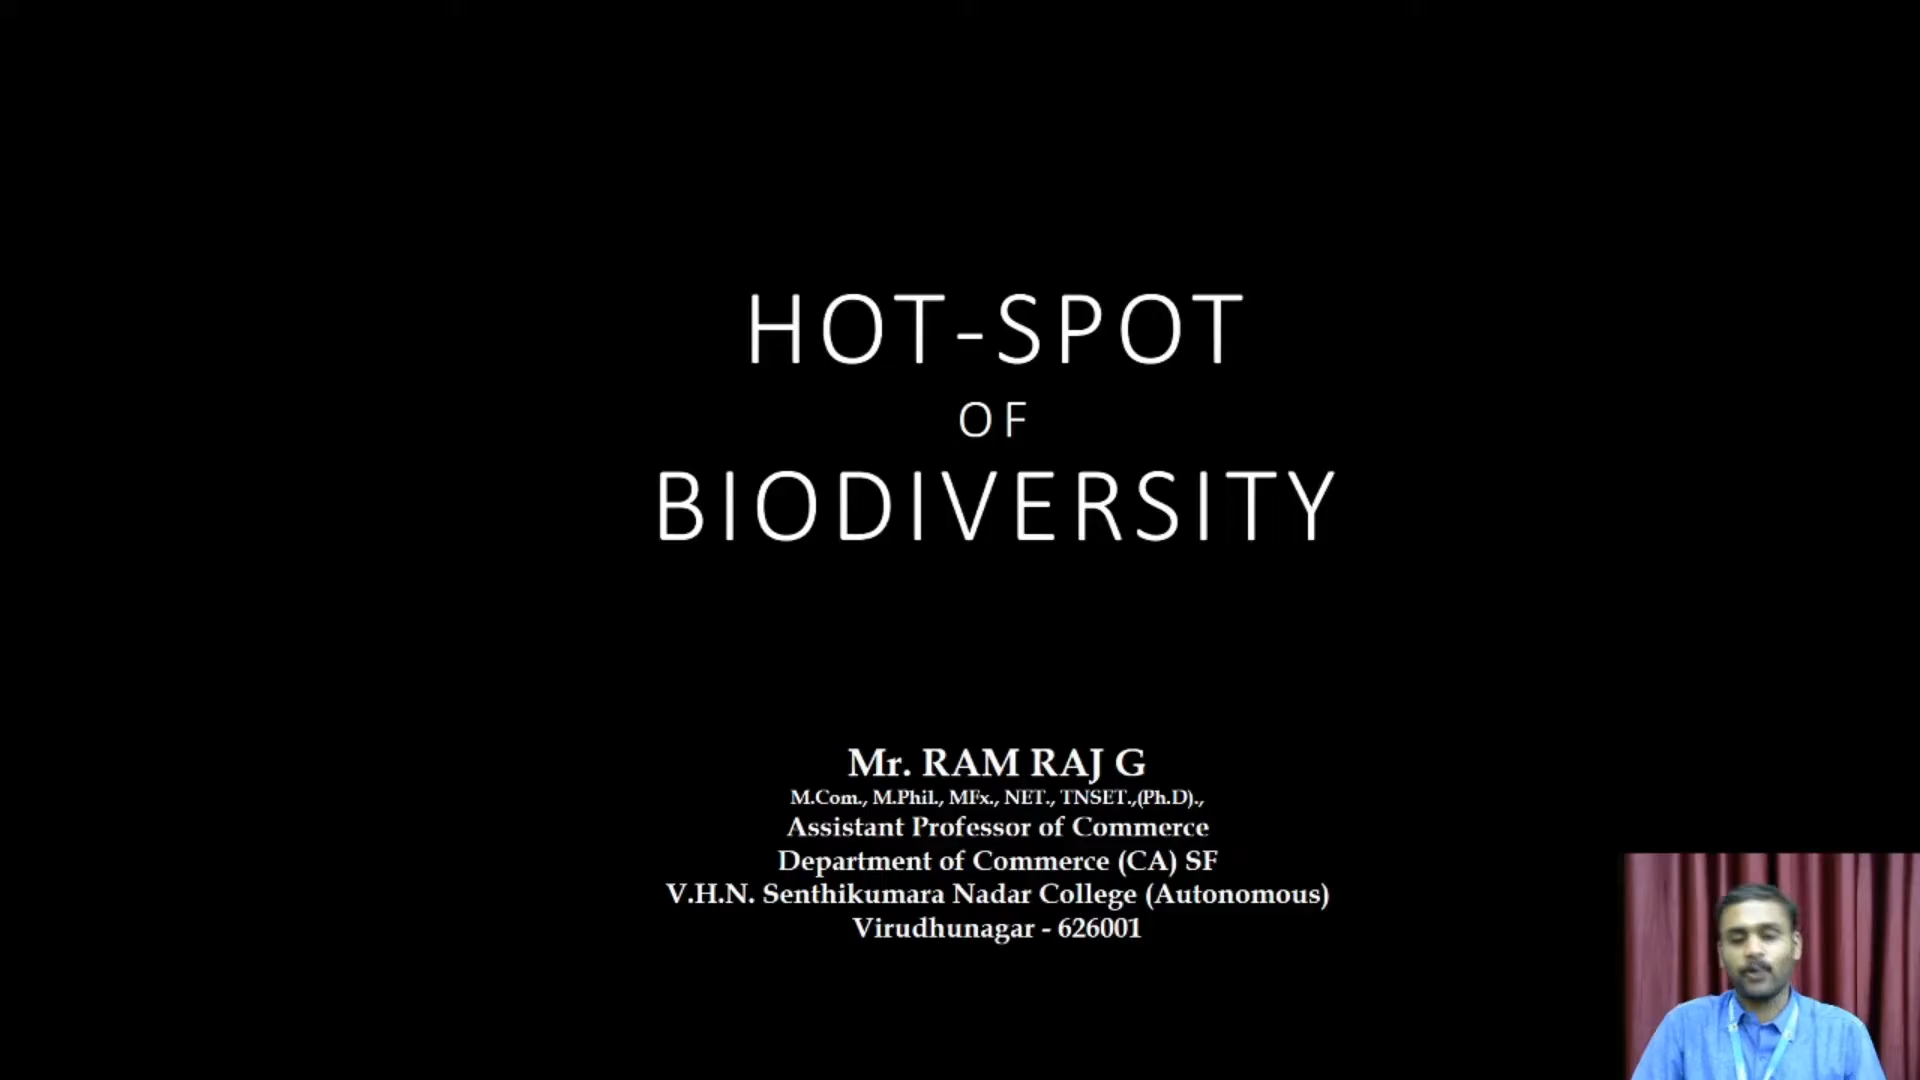 HOT-SPOT
OF
BIODIVERSITY
Mr. RAM RAJ G
M.Com., M.Phil., MFx., NET., TNSET.,(Ph.D).,
Assistant Professor of Commerce
Department of Commerce (CA) SF
V.H.N. Senthikumara Nadar College (Autonomous)
Virudhunagar - 626001